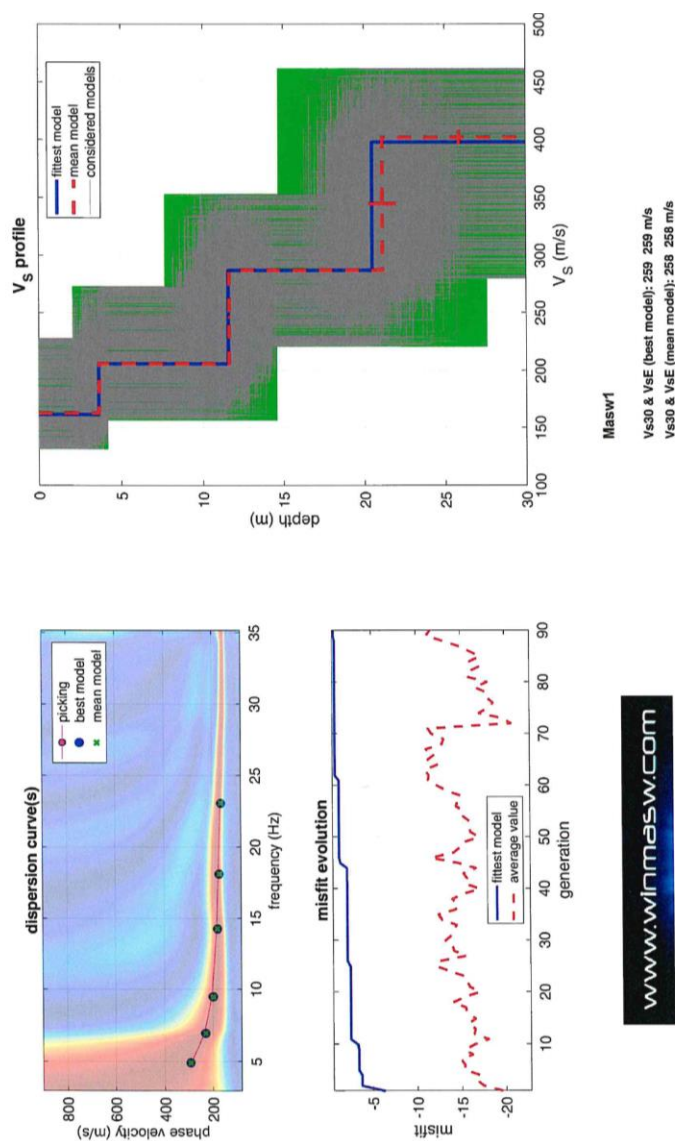 dispersion curve(s)
picking
best model
mean model
phase velocity (m/s)
800
600
400
200
5
10
15
20
25
30
35
frequency (Hz)
misfit evolution
fittest model
average value
misfit
-5
-10
-15
-20
10
20
30
40
50
60
70
80
90
generation
www.winmasw.com
VS profile
fittest model
mean model
considered models
depth (m)
0
5
10
15
20
25
30
100
150
200
250
300
350
400
450
500
VS (m/s)
Masw1
Vs30 & VsE (best model): 259 259 m/s
Vs30 & VsE (mean model): 258 258 m/s